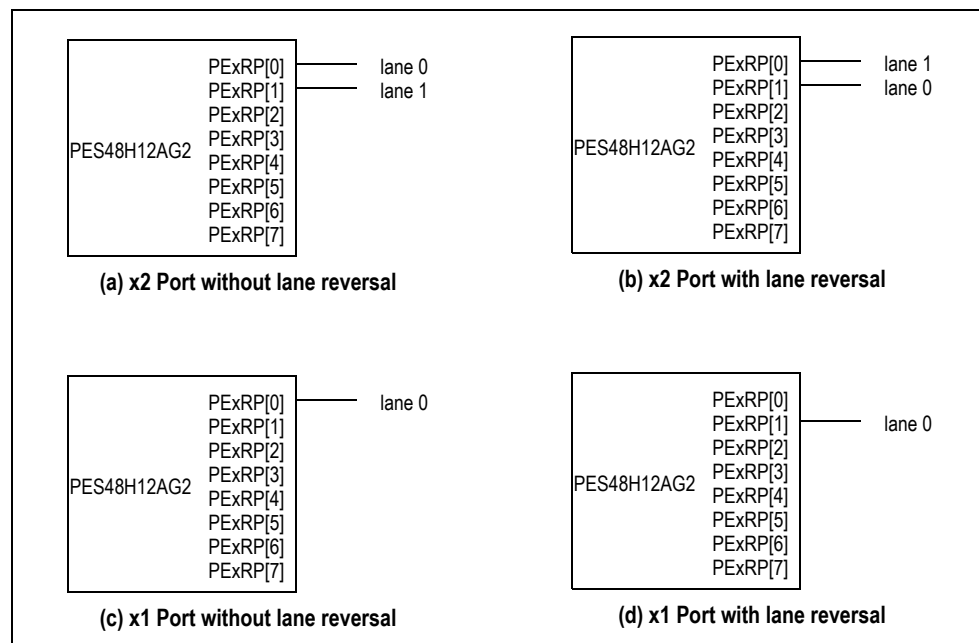 PExRP[0] lane 0
PExRP[1] lane 1
PExRP[2]
PExRP[3]
PES48H12AG2
PExRP[4]
PExRP[5]
PExRP[6]
PExRP[7]
(a) x2 Port without lane reversal
PExRP[0] lane 1
PExRP[1] lane 0
PExRP[2]
PExRP[3]
PES48H12AG2
PExRP[4]
PExRP[5]
PExRP[6]
PExRP[7]
(b) x2 Port with lane reversal
PExRP[0] lane 0
PExRP[1]
PExRP[2]
PExRP[3]
PES48H12AG2
PExRP[4]
PExRP[5]
PExRP[6]
PExRP[7]
(c) x1 Port without lane reversal
PExRP[0]
PExRP[1] lane 0
PExRP[2]
PExRP[3]
PES48H12AG2
PExRP[4]
PExRP[5]
PExRP[6]
PExRP[7]
(d) x1 Port with lane reversal